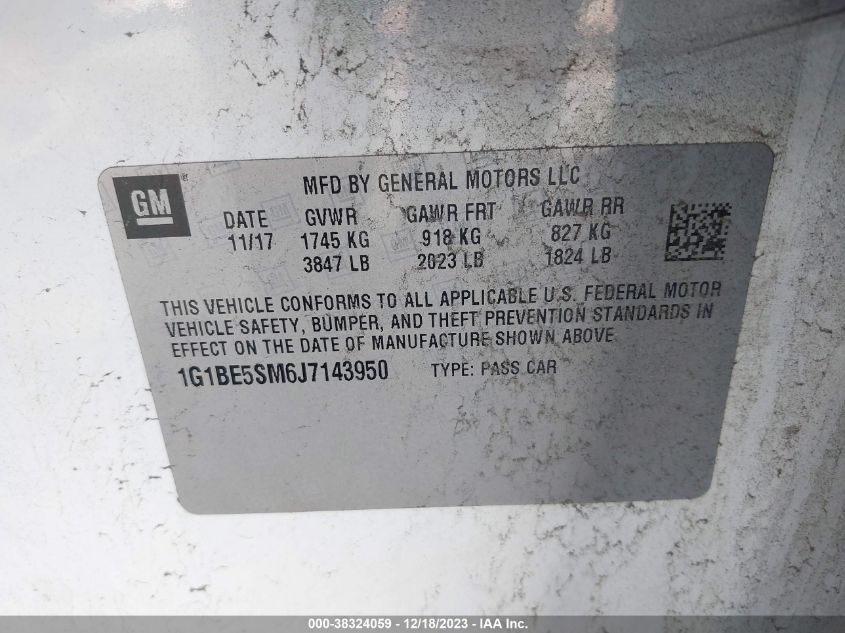 GM ®
MFD BY GENERAL MOTORS LLC
DATE GVWR GAWR FRT GAWR RR
11/17 1745 KG 918 KG 827 KG
3847 LB 2023 LB 1824 LB
THIS VEHICLE CONFORMS TO ALL APPLICABLE U.S. FEDERAL MOTOR
VEHICLE SAFETY, BUMPER, AND THEFT PREVENTION STANDARDS IN
EFFECT ON THE DATE OF MANUFACTURE SHOWN ABOVE
1G1BE5SM6J7143950 TYPE: PASS CAR
000-38324059 - 12/18/2023 - IAA Inc.